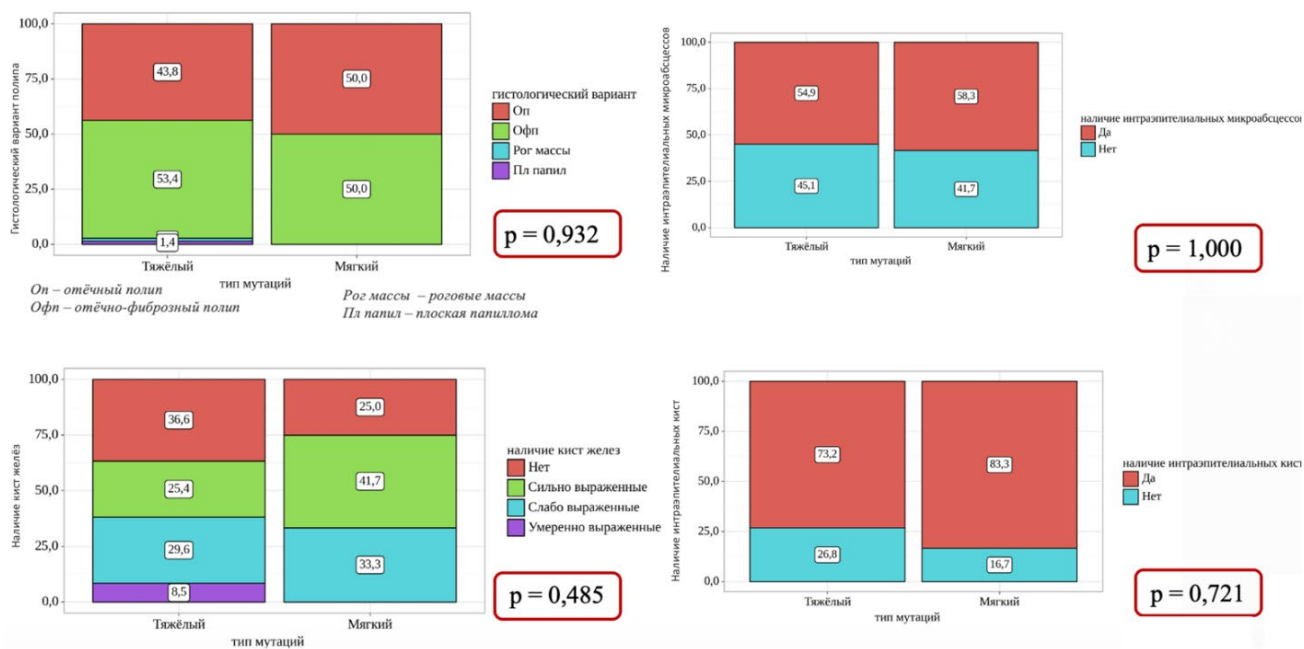 100,0
75,0
50,0
25,0
0,0
Гистологический вариант полипа
43,8
53,4
1,4
50,0
50,0
Тяжёлый
Мягкий
тип мутаций
гистологический вариант
Оп
Офп
Рог массы
Пл папил
p = 0,932
Оп – отёчный полип
Офп – отёчно-фиброзный полип
Рог массы – роговые массы
Пл папил – плоская папиллома
100,0
75,0
50,0
25,0
0,0
Наличие интраэпителиальных микроабсцессов
54,9
45,1
58,3
41,7
Тяжёлый
Мягкий
тип мутаций
наличие интраэпителиальных микроабсцессов
Да
Нет
p = 1,000
100,0
75,0
50,0
25,0
0,0
Наличие кист желёз
36,6
25,4
29,6
8,5
25,0
41,7
33,3
Тяжёлый
Мягкий
тип мутаций
наличие кист желез
Нет
Сильно выраженные
Слабо выраженные
Умеренно выраженные
p = 0,485
100,0
75,0
50,0
25,0
0,0
Наличие интраэпителиальных кист
73,2
26,8
83,3
16,7
Тяжёлый
Мягкий
тип мутаций
наличие интраэпителиальных кист
Да
Нет
p = 0,721